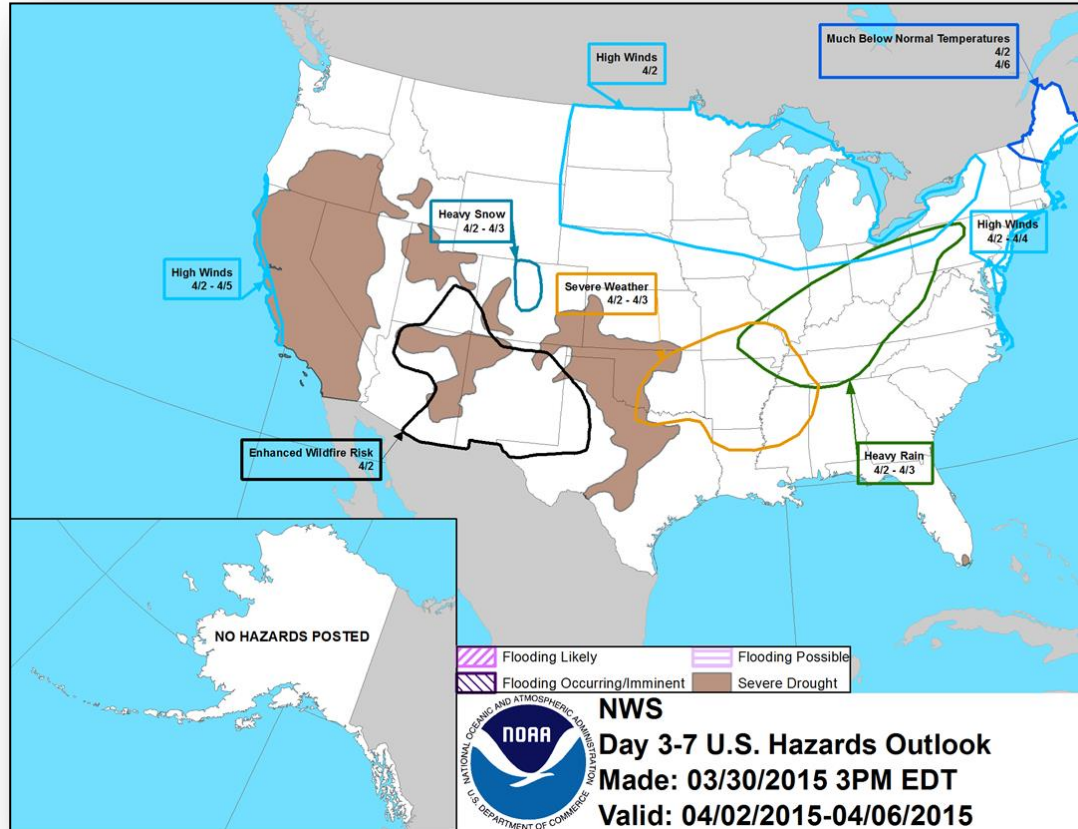 Much Below Normal Temperatures
4/2
4/6
High Winds
4/2
Heavy Snow
4/2 - 4/3
High Winds
4/2 - 4/4
High Winds
4/2 - 4/5
Severe Weather
4/2 - 4/3
Enhanced Wildfire Risk
4/2
Heavy Rain
4/2 - 4/3
NO HAZARDS POSTED
Flooding Likely
Flooding Possible
Flooding Occurring/Imminent
Severe Drought
NATIONAL OCEANIC AND ATMOSPHERIC ADMINISTRATION
NOAA
U.S. DEPARTMENT OF COMMERCE
NWS
Day 3-7 U.S. Hazards Outlook
Made: 03/30/2015 3PM EDT
Valid: 04/02/2015-04/06/2015